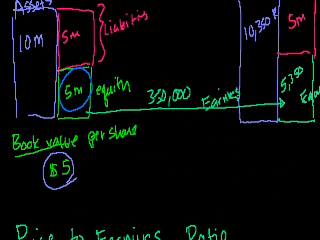 Assets
10m
5m
Liabilities
5m
equity
350,000
Earnings
10,350
5m
5,350
Book value per share
$5
Price to Earnings Ratio